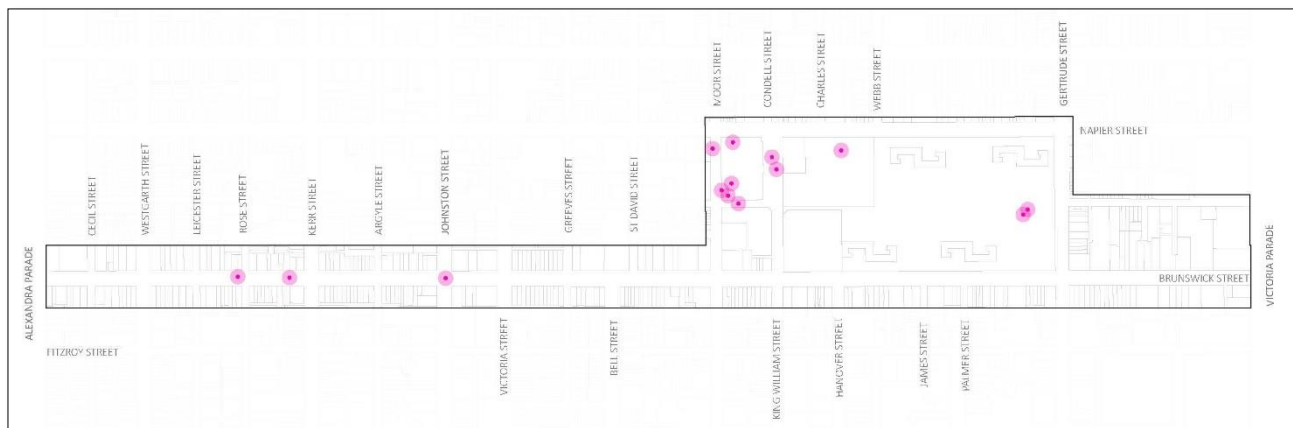 CECIL STREET
WESTGARTH STREET
LEICESTER STREET
ROSE STREET
KERR STREET
ARGYLE STREET
JOHNSTON STREET
GREEVES STREET
ST DAVID STREET
MOOR STREET
CONDELL STREET
CHARLES STREET
WEBB STREET
GERTRUDE STREET
NAPIER STREET
ALEXANDRA PARADE
BRUNSWICK STREET
VICTORIA PARADE
FITZROY STREET
VICTORIA STREET
BELL STREET
KING WILLIAM STREET
HANOVER STREET
JAMES STREET
PALMER STREET